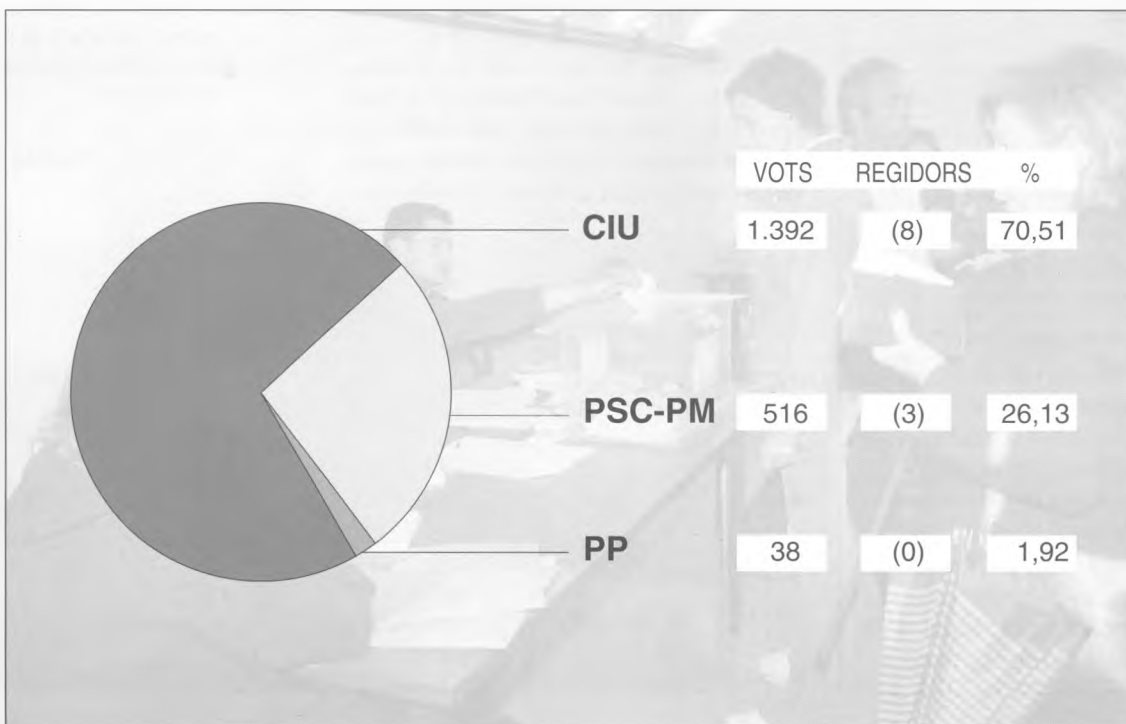 VOTS REGIDORS %
CIU 1.392 (8) 70,51
PSC-PM 516 (3) 26,13
PP 38 (0) 1,92